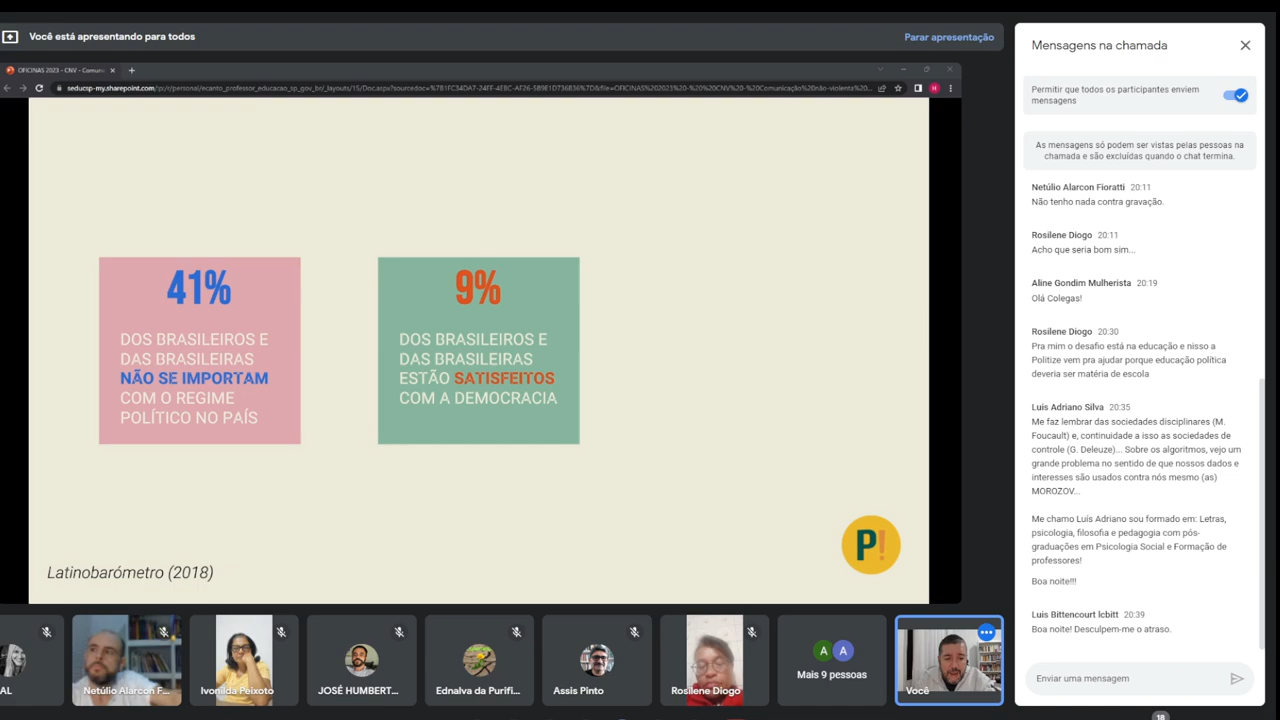 Você está apresentando para todos
Parar apresentação
OFICINAS 2023 - CNV - Comuni
41%
DOS BRASILEIROS E
DAS BRASILEIRAS
NÃO SE IMPORTAM
COM O REGIME
POLÍTICO NO PAÍS
9%
DOS BRASILEIROS E
DAS BRASILEIRAS
ESTÃO SATISFEITOS
COM A DEMOCRACIA
Latinobarómetro (2018)
P!
AL
Netúlio Alarcon F...
Ivonilda Peixoto
JOSÉ HUMBERT...
Ednalva da Purifi...
Assis Pinto
Rosilene Diogo
A A
Mais 9 pessoas
Você
Mensagens na chamada
Permitir que todos os participantes enviem
mensagens
As mensagens só podem ser vistas pelas pessoas na
chamada e são excluídas quando o chat termina.
Netúlio Alarcon Fioratti 20:11
Não tenho nada contra gravação.
Rosilene Diogo 20:11
Acho que seria bom sim...
Aline Gondim Mulherista 20:19
Olá Colegas!
Rosilene Diogo 20:30
Pra mim o desafio está na educação e nisso a
Politize vem pra ajudar porque educação política
deveria ser matéria de escola
Luis Adriano Silva 20:35
Me faz lembrar das sociedades disciplinares (M.
Foucault) e, continuidade a isso as sociedades de
controle (G. Deleuze)... Sobre os algoritmos, vejo um
grande problema no sentido de que nossos dados e
interesses são usados contra nós mesmo (as)
MOROZOV...
Me chamo Luís Adriano sou formado em: Letras,
psicologia, filosofia e pedagogia com pós-
graduações em Psicologia Social e Formação de
professores!
Boa noite!!!
Luis Bittencourt lcbitt 20:39
Boa noite! Desculpem-me o atraso.
Enviar uma mensagem
18